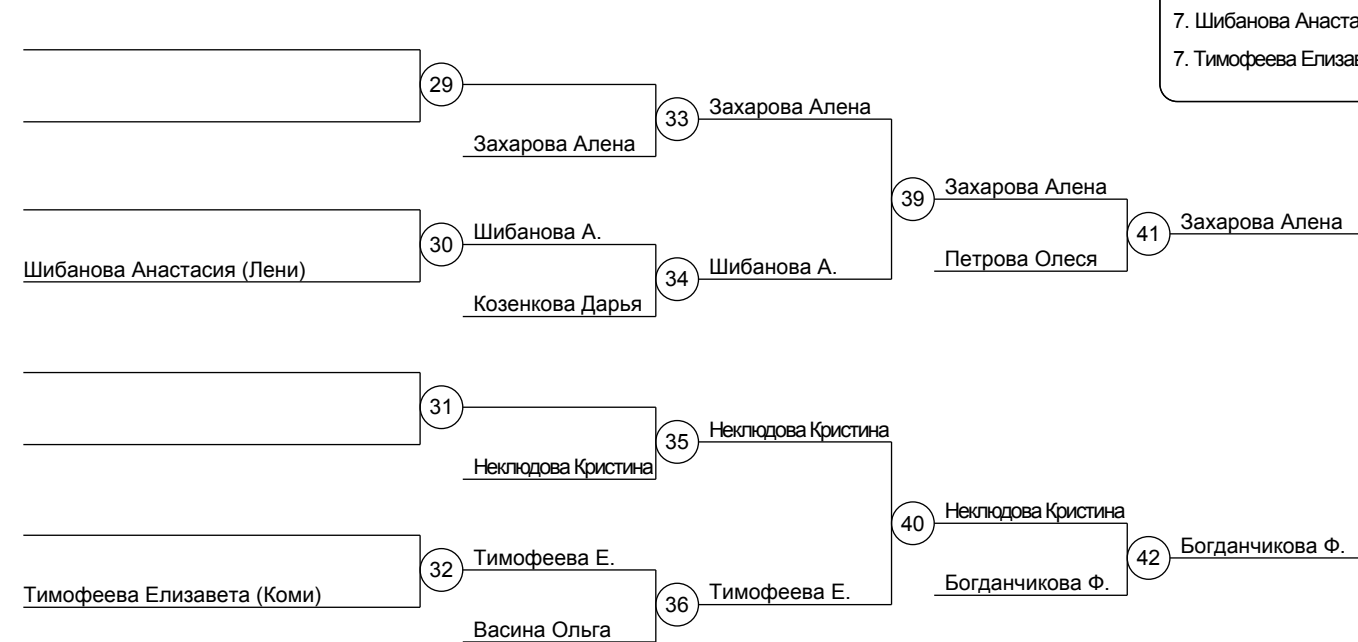 7. Шибанова Анаста
7. Тимофеева Елизав
29
Захарова Алена
33
Захарова Алена
39
Захарова Алена
41
Захарова Алена
Петрова Олеся
30
Шибанова А.
Шибанова Анастасия (Лени)
34
Шибанова А.
Козенкова Дарья
31
35
Неклюдова Кристина
Неклюдова Кристина
40
Неклюдова Кристина
42
Богданчикова Ф.
Богданчикова Ф.
32
Тимофеева Е.
Тимофеева Елизавета (Коми)
36
Тимофеева Е.
Васина Ольга